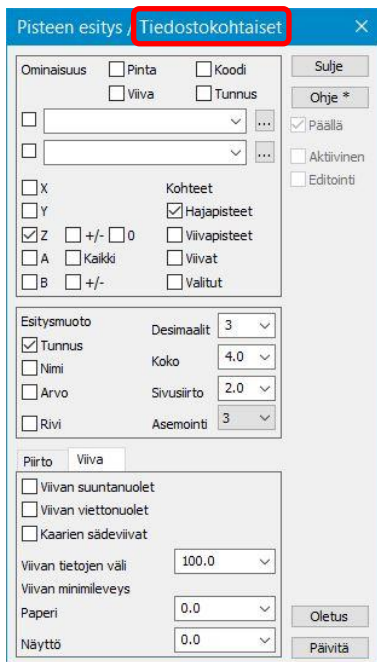 Pisteen esitys / Tiedostokohtaiset
Ominaisuus Pinta Koodi Sulje
Viiva Tunnus Ohje *
... Päällä
... Aktiivinen
X Kohteet Editointi
Y Hajapisteet
Z +/- 0 Viivapisteet
A Kaikki Viivat
B +/- Valitut
Esitysmuoto Desimaalit 3
Tunnus
Nimi Koko 4.0
Arvo Sivusiirto 2.0
Rivi Asemointi 3
Piirto Viiva
Viivan suuntanuolet
Viivan viettonuolet
Kaarien sädeviivat
Viivan tietojen väli 100.0
Viivan minimileveys
Paperi 0.0 Oletus
Näyttö 0.0 Päivitä